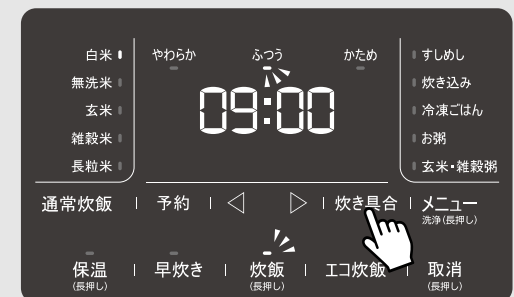 白米
無洗米
玄米
雑穀米
長粒米
やわらか ふつう かため
09:00
すしめし
炊き込み
冷凍ごはん
お粥
玄米・雑穀粥
通常炊飯 予約 炊き具合 メニュー
洗浄(長押し)
保温 早炊き 炊飯 エコ炊飯 取消
(長押し) (長押し) (長押し)